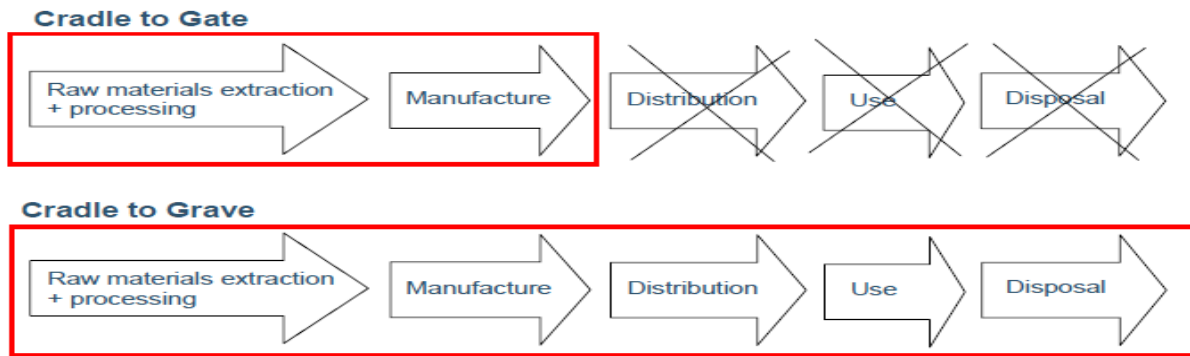 Cradle to Gate
Raw materials extraction
+ processing
Manufacture
Distribution
Use
Disposal
Cradle to Grave
Raw materials extraction
+ processing
Manufacture
Distribution
Use
Disposal